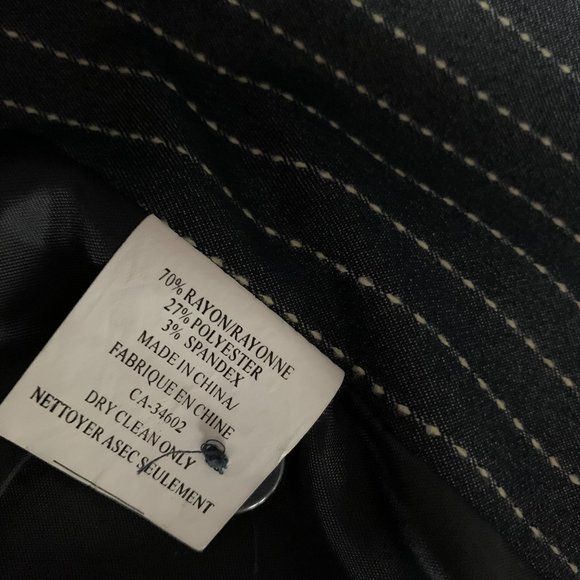 70% RAYON/RAYONNE
27% POLYESTER
3% SPANDEX
MADE IN CHINA/
FABRIQUE EN CHINE
CA-34602
DRY CLEAN ONLY
NETTOYER ASEC SEULEMENT